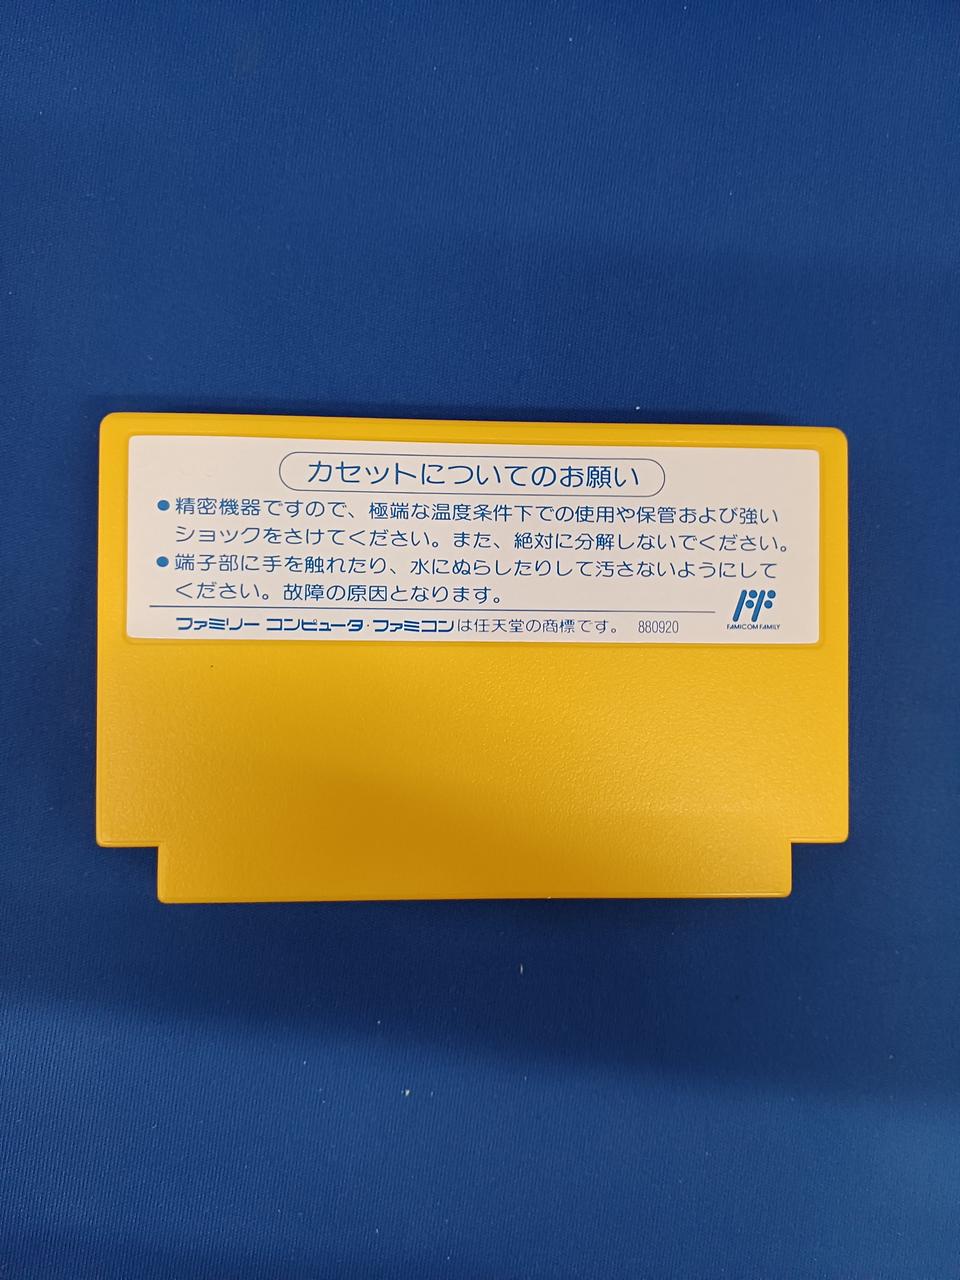 カセットについてのお願い
●精密機器ですので、極端な温度条件下での使用や保管および強い
ショックをさけてください。また、絶対に分解しないでください。
●端子部に手を触れたり、水にぬらしたりして汚さないようにして
ください。故障の原因となります。
FAMICOM FAMILY
ファミリー コンピュータ・ファミコンは任天堂の商標です。 880920